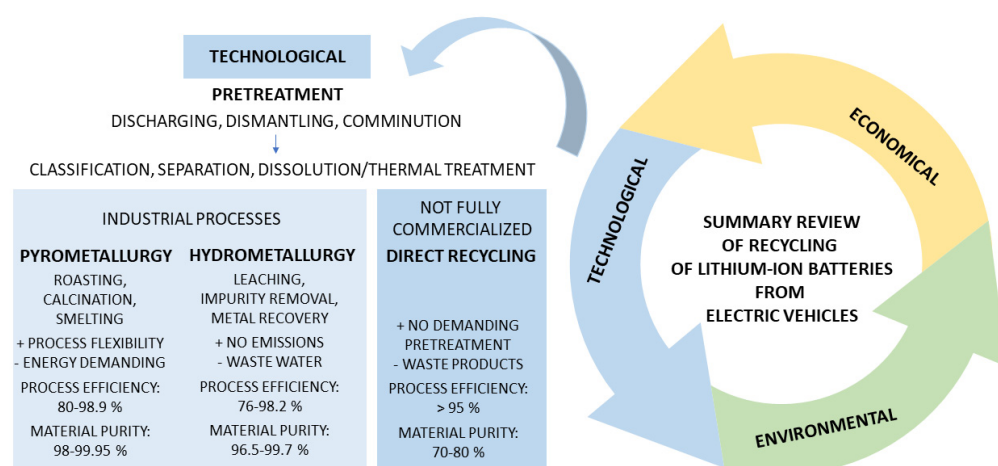 TECHNOLOGICAL
PRETREATMENT
DISCHARGING, DISMANTLING, COMMINUTION
CLASSIFICATION, SEPARATION, DISSOLUTION/THERMAL TREATMENT
INDUSTRIAL PROCESSES
PYROMETALLURGY
ROASTING,
CALCINATION,
SMELTING
+ PROCESS FLEXIBILITY
- ENERGY DEMANDING
PROCESS EFFICIENCY:
80-98.9 %
MATERIAL PURITY:
98-99.95 %
HYDROMETALLURGY
LEACHING,
IMPURITY REMOVAL,
METAL RECOVERY
+ NO EMISSIONS
- WASTE WATER
PROCESS EFFICIENCY:
76-98.2 %
MATERIAL PURITY:
96.5-99.7 %
NOT FULLY
COMMERCIALIZED
DIRECT RECYCLING
+ NO DEMANDING
PRETREATMENT
- WASTE PRODUCTS
PROCESS EFFICIENCY:
> 95 %
MATERIAL PURITY:
70-80 %
TECHNOLOGICAL
ECONOMICAL
ENVIRONMENTAL
SUMMARY REVIEW
OF RECYCLING
OF LITHIUM-ION BATTERIES
FROM
ELECTRIC VEHICLES